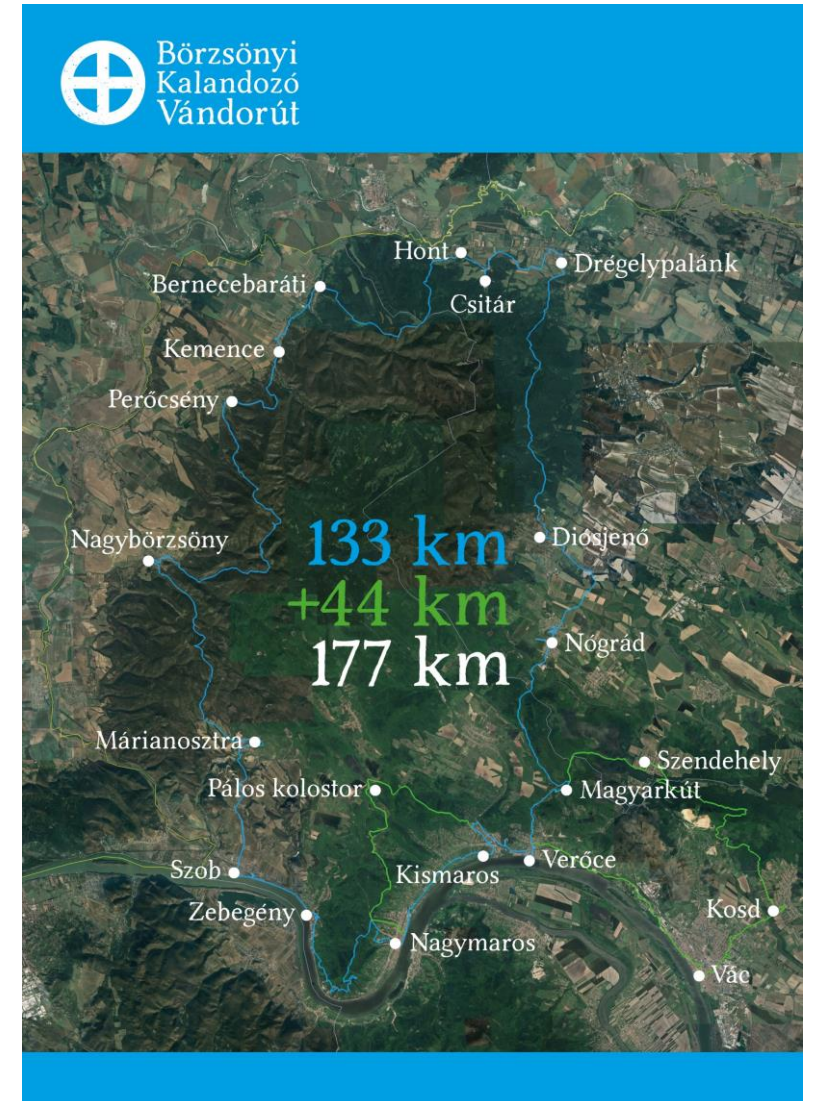 Börzsönyi
Kalandozó
Vándorút
Hont
Drégelypalánk
Bernecebaráti
Csitár
Kemence
Perőcsény
133 km
Nagybörzsöny
Diósjenő
+44 km
Nógrád
177 km
Márianosztra
Szendehely
Pálos kolostor
Magyarkút
Szob
Kismaros
Verőce
Zebegény
Kosd
Nagymaros
Vác